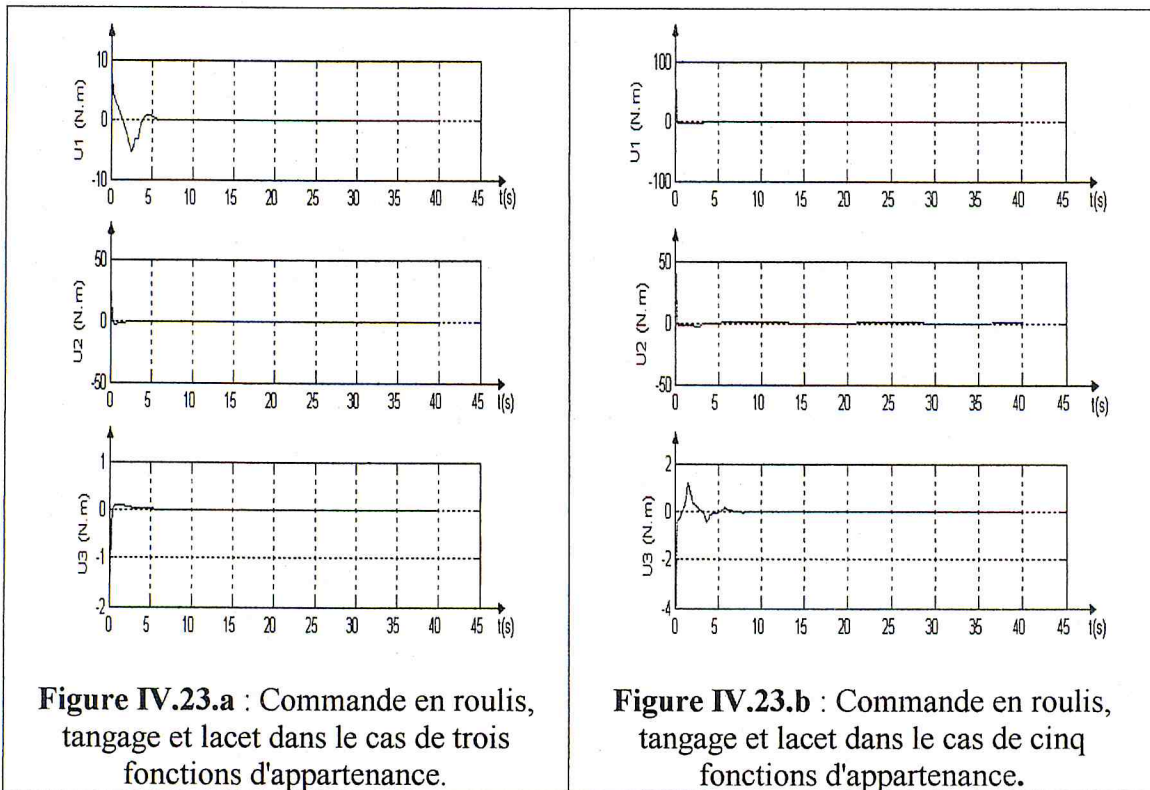 10
0
-10
U1 (N.m)
0 5 10 15 20 25 30 35 40 45 t(s)
50
0
-50
U2 (N.m)
0 5 10 15 20 25 30 35 40 45 t(s)
1
0
-1
-2
U3 (N.m)
0 5 10 15 20 25 30 35 40 45 t(s)
Figure IV.23.a : Commande en roulis,
tangage et lacet dans le cas de trois
fonctions d'appartenance.
100
0
-100
U1 (N.m)
0 5 10 15 20 25 30 35 40 45 t(s)
50
0
-50
U2 (N.m)
0 5 10 15 20 25 30 35 40 45 t(s)
2
0
-2
-4
U3 (N.m)
0 5 10 15 20 25 30 35 40 45 t(s)
Figure IV.23.b : Commande en roulis,
tangage et lacet dans le cas de cinq
fonctions d'appartenance.